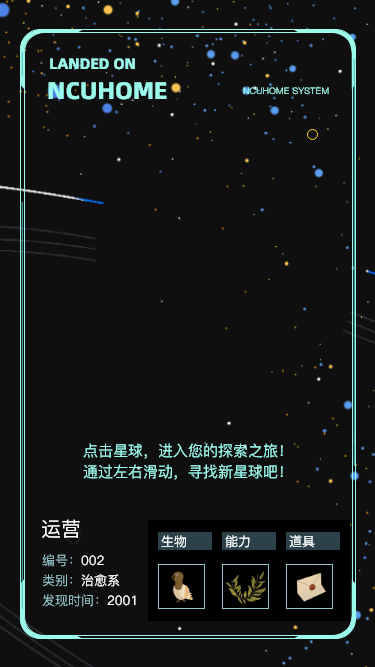 LANDED ON
NCUHOME
NCUHOME SYSTEM
点击星球，进入您的探索之旅！
通过左右滑动，寻找新星球吧！
运营
生物 能力 道具
编号：002
类别：治愈系
发现时间：2001